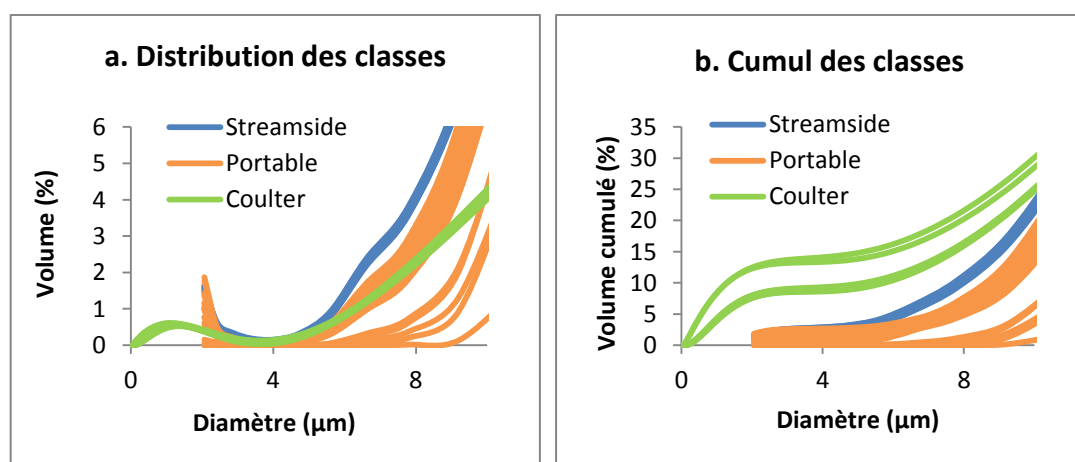 a. Distribution des classes
Streamside
Portable
Coulter
6
5
4
3
2
1
0
Volume (%)
0
4
8
Diamètre (µm)
b. Cumul des classes
Streamside
Portable
Coulter
35
30
25
20
15
10
5
0
Volume cumulé (%)
0
4
8
Diamètre (µm)